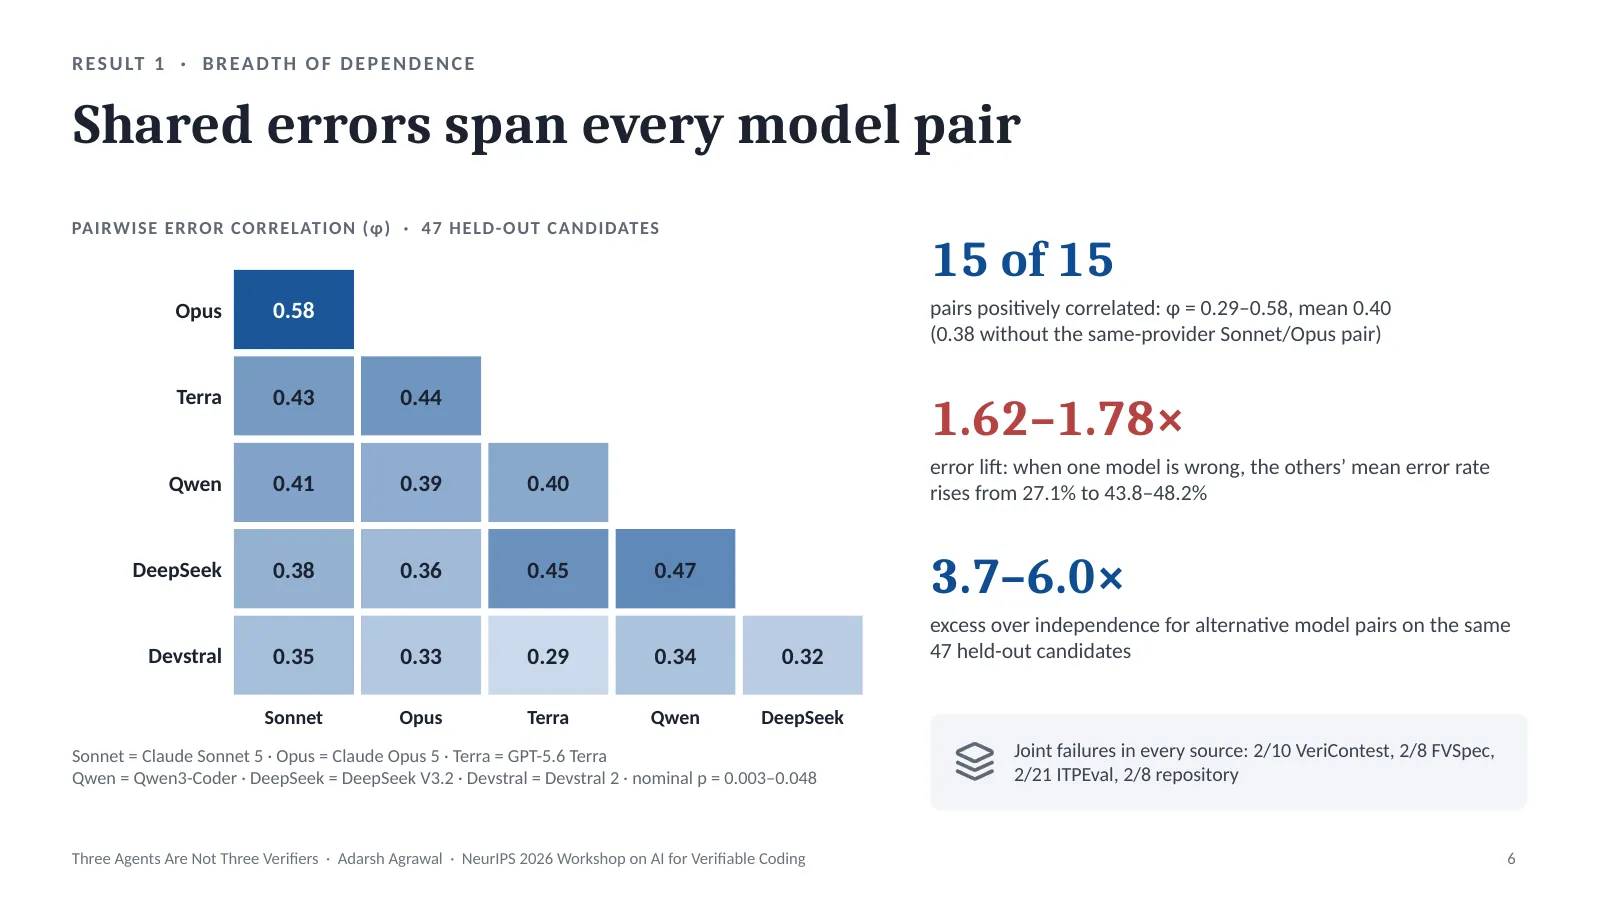 RESULT 1 · BREADTH OF DEPENDENCE
Shared errors span every model pair
PAIRWISE ERROR CORRELATION (φ) · 47 HELD-OUT CANDIDATES
Opus 0.58
Terra 0.43 0.44
Qwen 0.41 0.39 0.40
DeepSeek 0.38 0.36 0.45 0.47
Devstral 0.35 0.33 0.29 0.34 0.32
Sonnet Opus Terra Qwen DeepSeek
Sonnet = Claude Sonnet 5 · Opus = Claude Opus 5 · Terra = GPT-5.6 Terra
Qwen = Qwen3-Coder · DeepSeek = DeepSeek V3.2 · Devstral = Devstral 2 · nominal p = 0.003–0.048
15 of 15
pairs positively correlated: φ = 0.29–0.58, mean 0.40
(0.38 without the same-provider Sonnet/Opus pair)
1.62–1.78×
error lift: when one model is wrong, the others’ mean error rate
rises from 27.1% to 43.8–48.2%
3.7–6.0×
excess over independence for alternative model pairs on the same
47 held-out candidates
Joint failures in every source: 2/10 VeriContest, 2/8 FVSpec,
2/21 ITPEval, 2/8 repository
Three Agents Are Not Three Verifiers · Adarsh Agrawal · NeurIPS 2026 Workshop on AI for Verifiable Coding
6